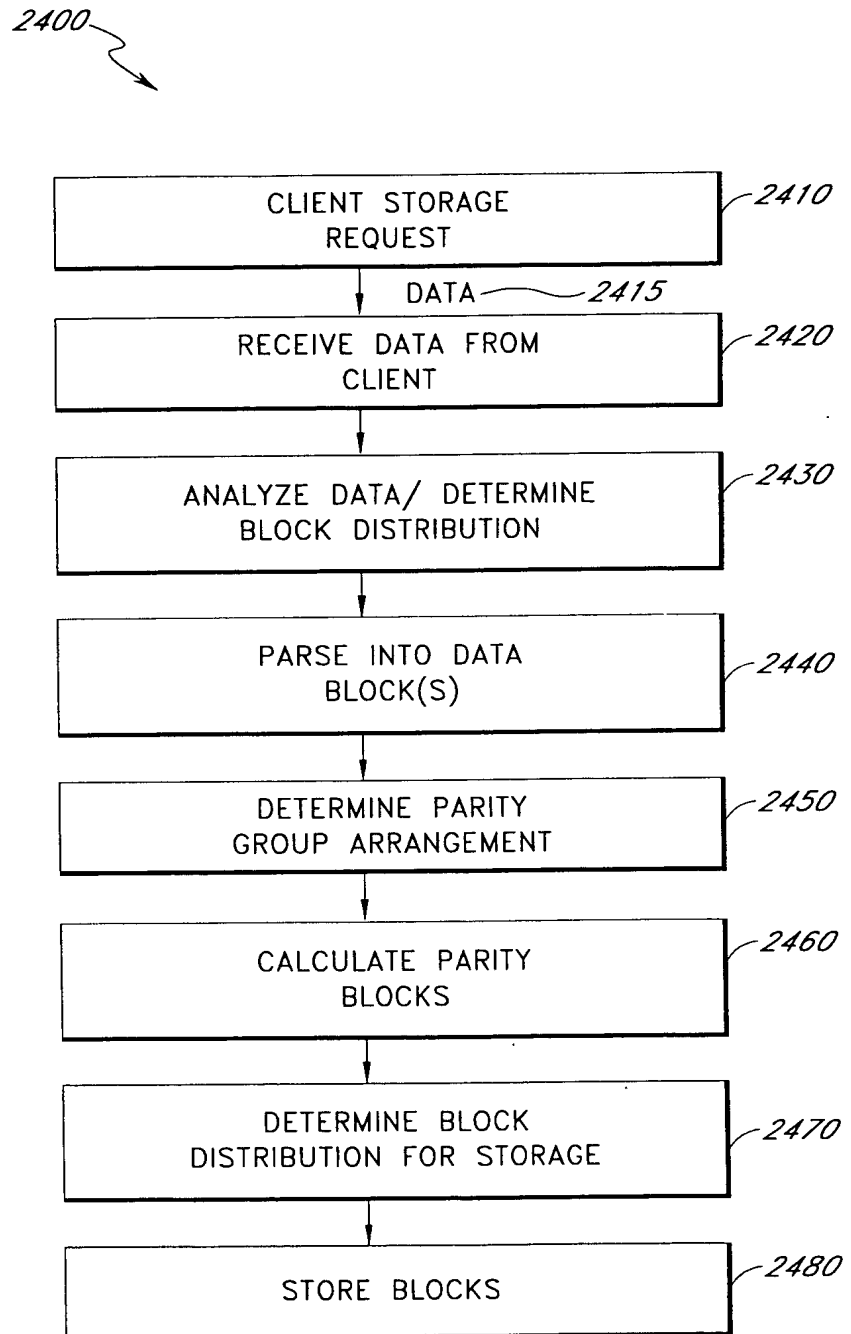 2400
CLIENT STORAGE
REQUEST
2410
DATA
2415
RECEIVE DATA FROM
CLIENT
2420
ANALYZE DATA/ DETERMINE
BLOCK DISTRIBUTION
2430
PARSE INTO DATA
BLOCK(S)
2440
DETERMINE PARITY
GROUP ARRANGEMENT
2450
CALCULATE PARITY
BLOCKS
2460
DETERMINE BLOCK
DISTRIBUTION FOR STORAGE
2470
STORE BLOCKS
2480